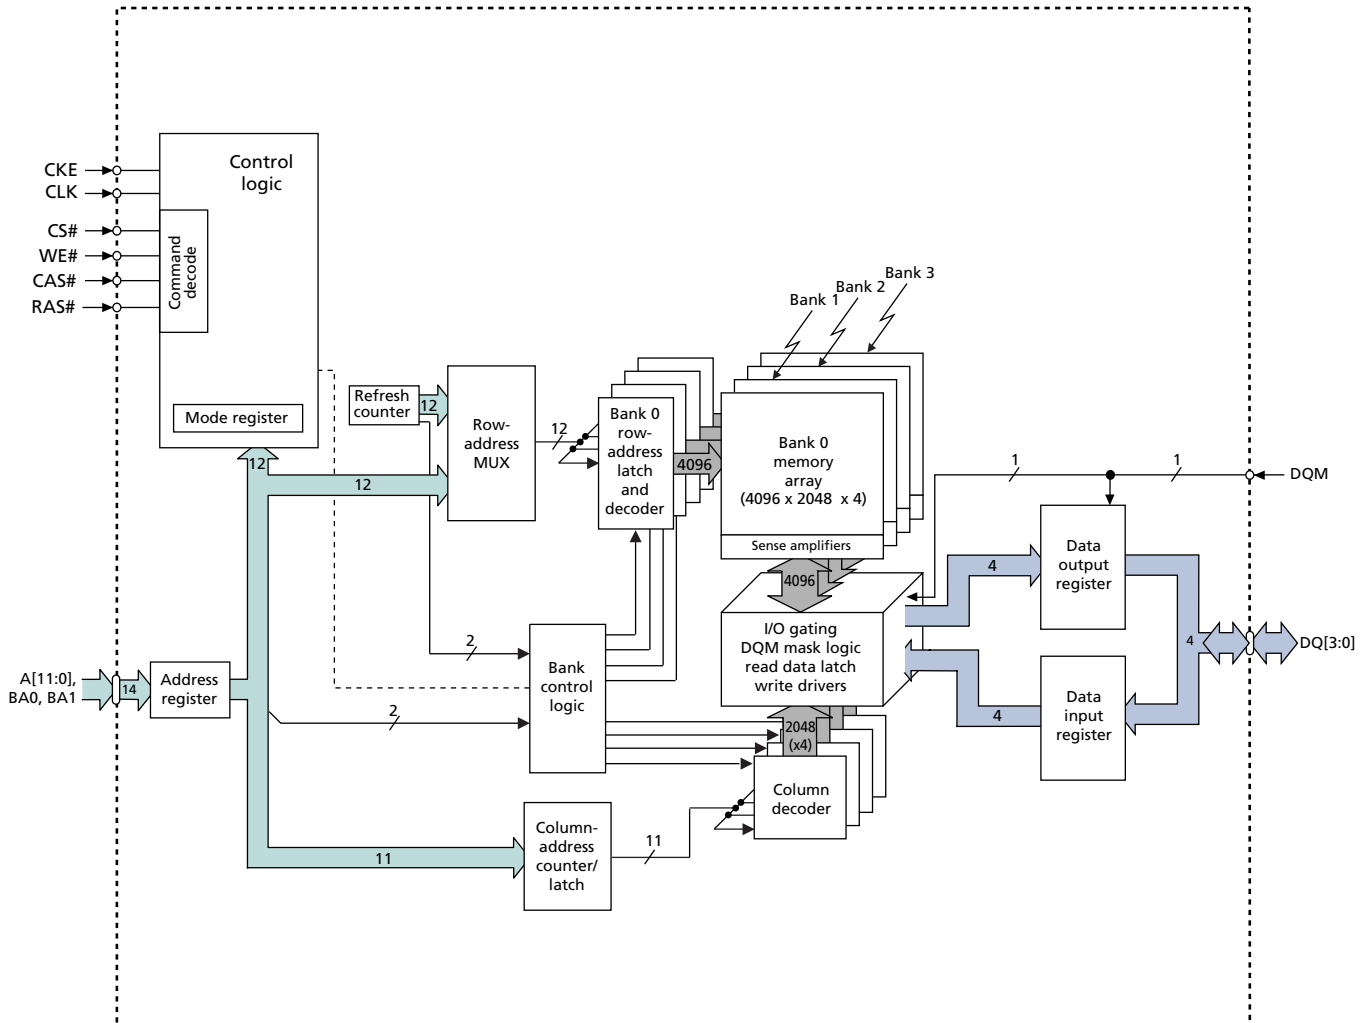 Control
logic
CKE
CLK
CS#
WE#
CAS#
RAS#
Command
decode
Mode register
12
Bank 3
Bank 2
Bank 1
Refresh
counter
12
Row-
address
MUX
12
12
Bank 0
row-
address
latch
and
decoder
4096
Bank 0
memory
array
(4096 x 2048 x 4)
Sense amplifiers
4096
1
1
DQM
Data
output
register
4
I/O gating
DQM mask logic
read data latch
write drivers
4
DQ[3:0]
A[11:0],
BA0, BA1
14
Address
register
2
Bank
control
logic
2
4
Data
input
register
2048
(x4)
Column
decoder
Column-
address
counter/
latch
11
11